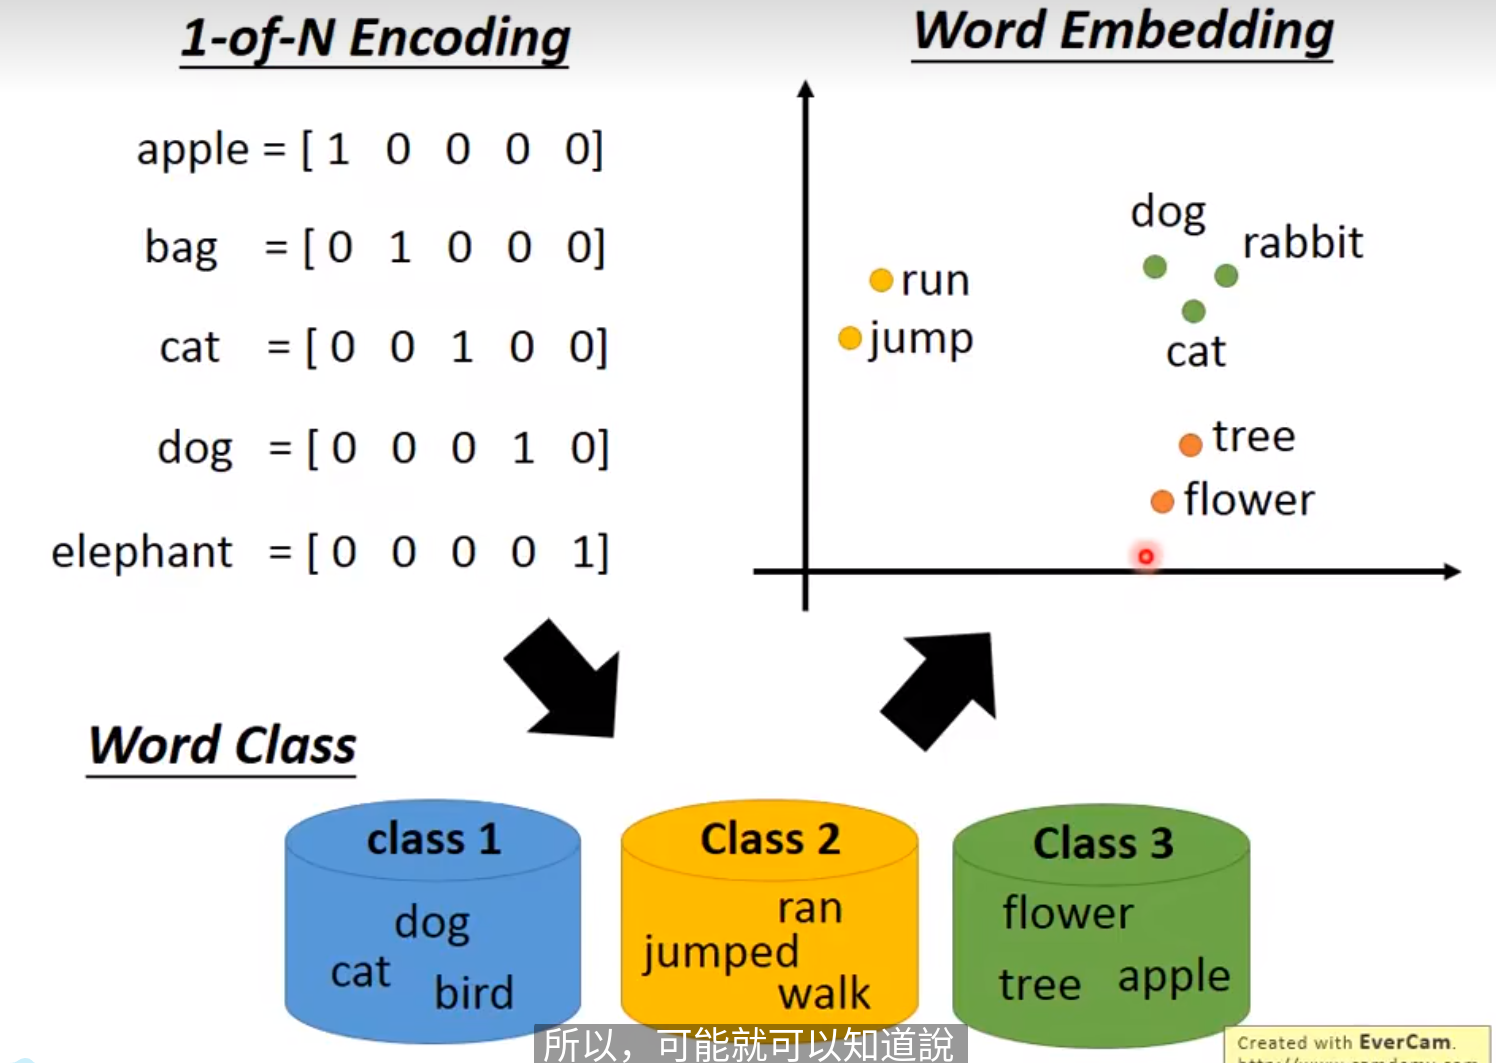 1-of-N Encoding
apple = [ 1 0 0 0 0]
bag = [ 0 1 0 0 0]
cat = [ 0 0 1 0 0]
dog = [ 0 0 0 1 0]
elephant = [ 0 0 0 0 1]
Word Embedding
dog
rabbit
run
jump
cat
tree
flower
Word Class
class 1
dog
cat
bird
Class 2
ran
jumped
walk
Class 3
flower
tree apple
所以，可能就可以知道說
Created with EverCam.